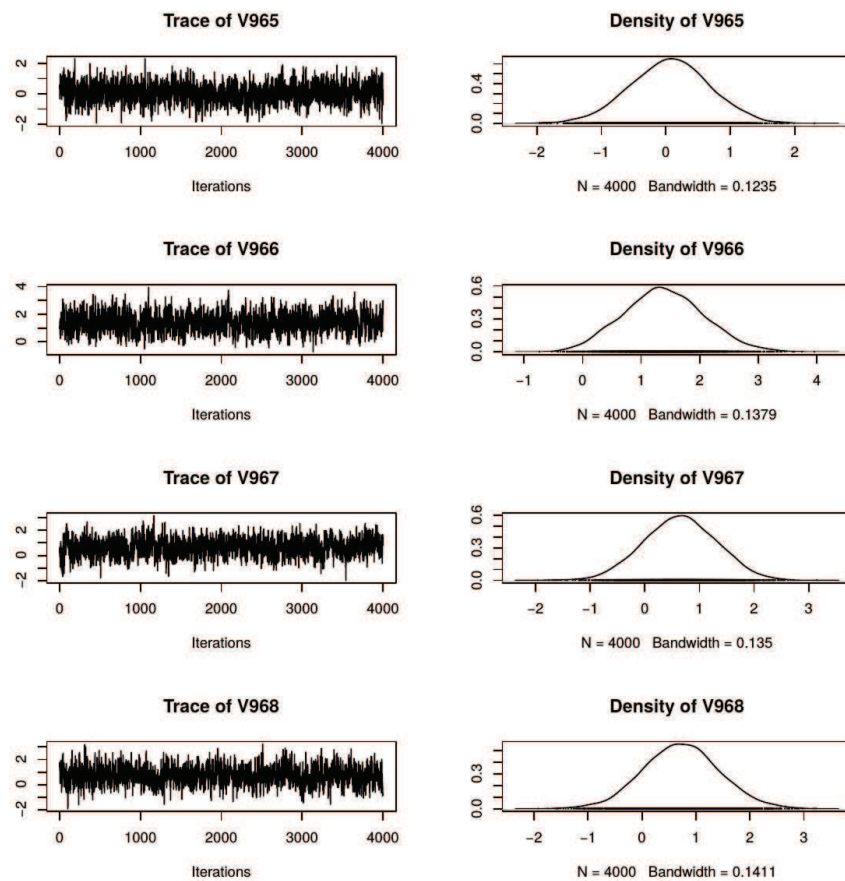 Trace of V965
Density of V965
2
0
−2
0 1000 2000 3000 4000
Iterations
0.4
0.0
−2 −1 0 1 2
N = 4000 Bandwidth = 0.1235
Trace of V966
Density of V966
4
2
0
0 1000 2000 3000 4000
Iterations
0.6
0.3
0.0
−1 0 1 2 3 4
N = 4000 Bandwidth = 0.1379
Trace of V967
Density of V967
2
0
−2
0 1000 2000 3000 4000
Iterations
0.6
0.3
0.0
−2 −1 0 1 2 3
N = 4000 Bandwidth = 0.135
Trace of V968
Density of V968
2
0
−2
0 1000 2000 3000 4000
Iterations
0.3
0.0
−2 −1 0 1 2 3
N = 4000 Bandwidth = 0.1411